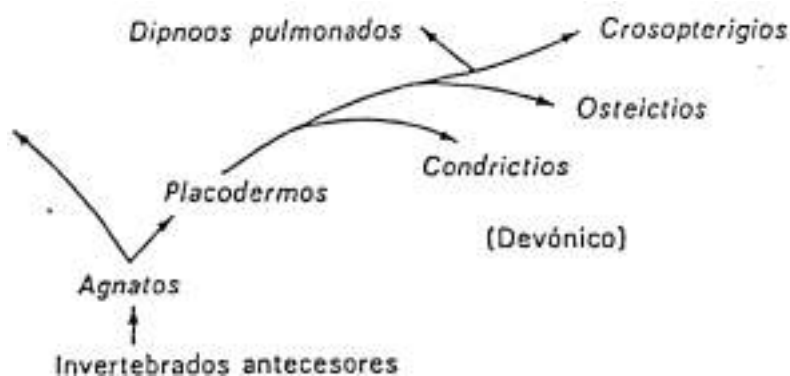 Dipnoos pulmonados
Crosopterigios
Osteictios
Condrictios
Placodermos
(Devónico)
Agnatos
Invertebrados antecesores